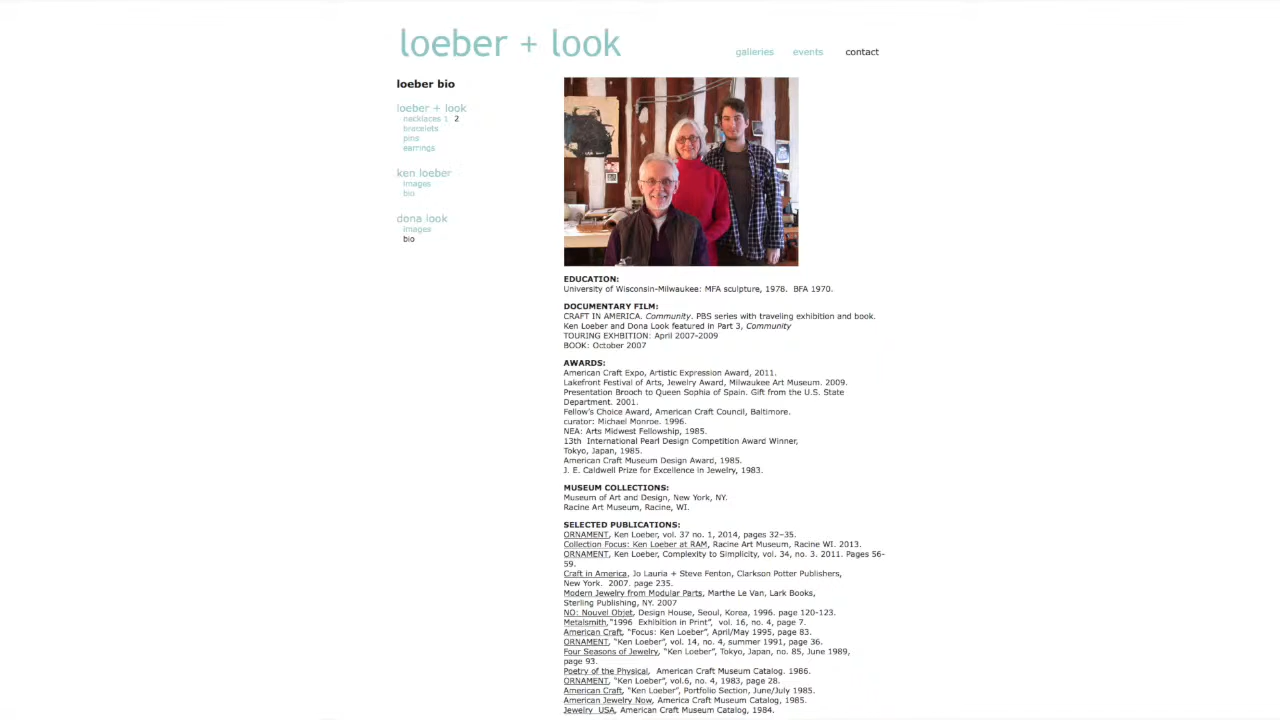 loeber + look
galleries events contact
loeber bio
loeber + look
necklaces 1 2
bracelets
pins
earrings
ken loeber
images
bio
dona look
images
bio
EDUCATION:
University of Wisconsin-Milwaukee: MFA sculpture, 1978. BFA 1970.
DOCUMENTARY FILM:
CRAFT IN AMERICA. Community. PBS series with traveling exhibition and book.
Ken Loeber and Dona Look featured in Part 3, Community
TOURING EXHBITION: April 2007-2009
BOOK: October 2007
AWARDS:
American Craft Expo, Artistic Expression Award, 2011.
Lakefront Festival of Arts, Jewelry Award, Milwaukee Art Museum. 2009.
Presentation Brooch to Queen Sophia of Spain. Gift from the U.S. State
Department. 2001.
Fellow's Choice Award, American Craft Council, Baltimore.
curator: Michael Monroe. 1996.
NEA: Arts Midwest Fellowship, 1985.
13th International Pearl Design Competition Award Winner,
Tokyo, Japan, 1985.
American Craft Museum Design Award, 1985.
J. E. Caldwell Prize for Excellence in Jewelry, 1983.
MUSEUM COLLECTIONS:
Museum of Art and Design, New York, NY.
Racine Art Museum, Racine, WI.
SELECTED PUBLICATIONS:
ORNAMENT, Ken Loeber, vol. 37 no. 1, 2014, pages 32–35.
Collection Focus: Ken Loeber at RAM, Racine Art Museum, Racine WI. 2013.
ORNAMENT, Ken Loeber, Complexity to Simplicity, vol. 34, no. 3. 2011. Pages 56-
59.
Craft in America, Jo Lauria + Steve Fenton, Clarkson Potter Publishers,
New York. 2007. page 235.
Modern Jewelry from Modular Parts, Marthe Le Van, Lark Books,
Sterling Publishing, NY. 2007
NO: Nouvel Objet, Design House, Seoul, Korea, 1996. page 120-123.
Metalsmith,"1996 Exhibition in Print", vol. 16, no. 4, page 7.
American Craft, "Focus: Ken Loeber", April/May 1995, page 83.
ORNAMENT, "Ken Loeber", vol. 14, no. 4, summer 1991, page 36.
Four Seasons of Jewelry, "Ken Loeber", Tokyo, Japan, no. 85, June 1989,
page 93.
Poetry of the Physical, American Craft Museum Catalog. 1986.
ORNAMENT, "Ken Loeber", vol.6, no. 4, 1983, page 28.
American Craft, "Ken Loeber", Portfolio Section, June/July 1985.
American Jewelry Now, America Craft Museum Catalog, 1985.
Jewelry USA, American Craft Museum Catalog, 1984.